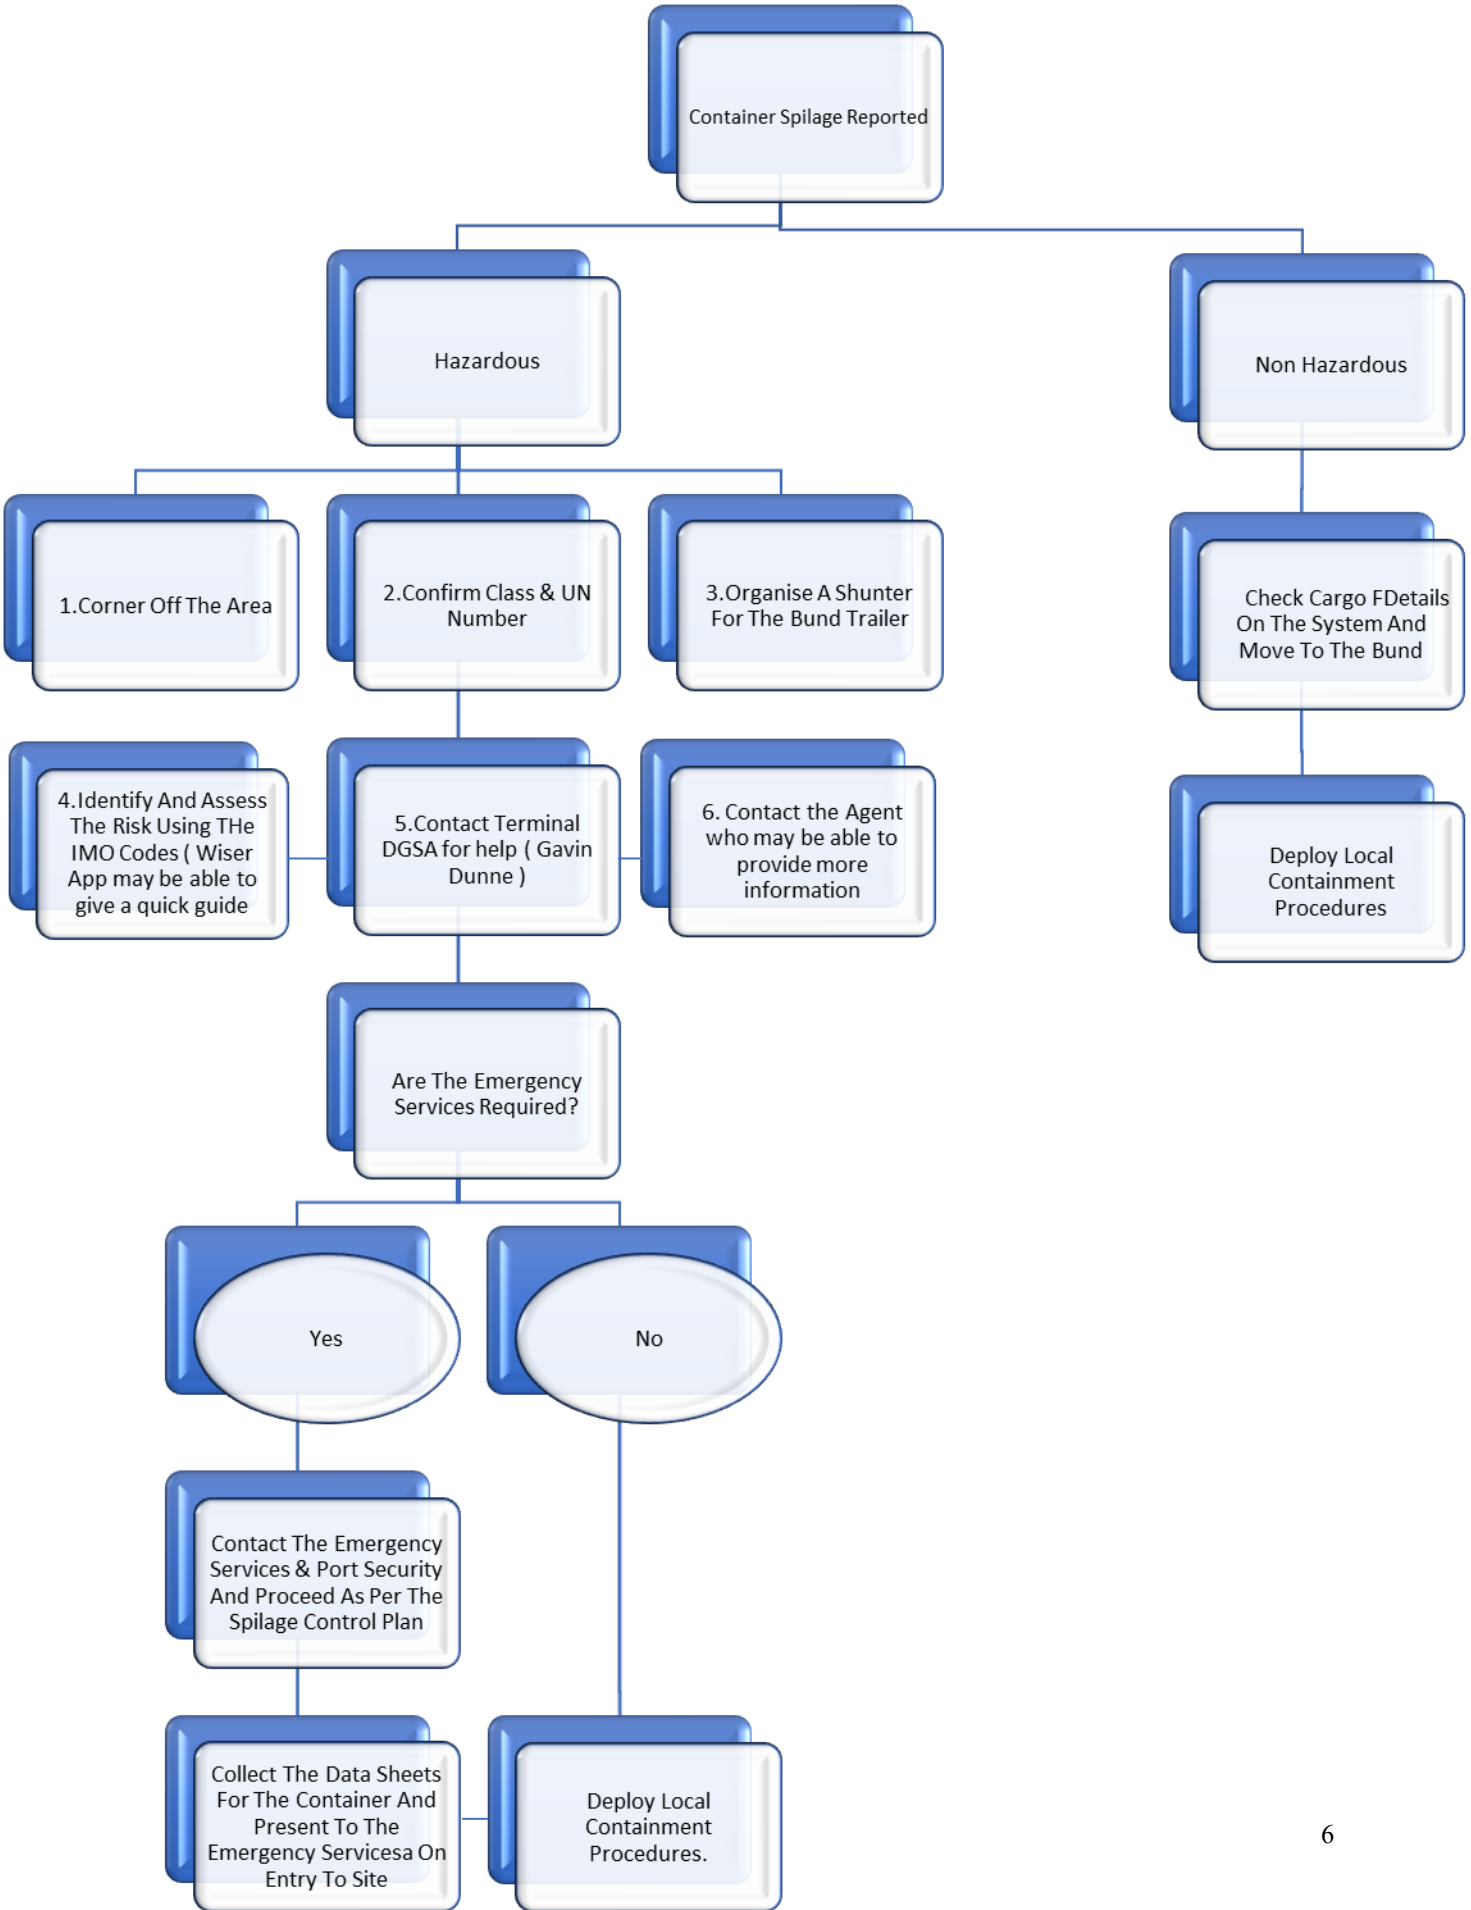 Container Spilage Reported
Hazardous
Non Hazardous
1.Corner Off The Area
2.Confirm Class & UN
Number
3.Organise A Shunter
For The Bund Trailer
Check Cargo FDetails
On The System And
Move To The Bund
4.Identify And Assess
The Risk Using THe
IMO Codes ( Wiser
App may be able to
give a quick guide
5.Contact Terminal
DGSA for help ( Gavin
Dunne )
6. Contact the Agent
who may be able to
provide more
information
Deploy Local
Containment
Procedures
Are The Emergency
Services Required?
Yes
No
Contact The Emergency
Services & Port Security
And Proceed As Per The
Spilage Control Plan
Collect The Data Sheets
For The Container And
Present To The
Emergency Servicesa On
Entry To Site
Deploy Local
Containment
Procedures.
6